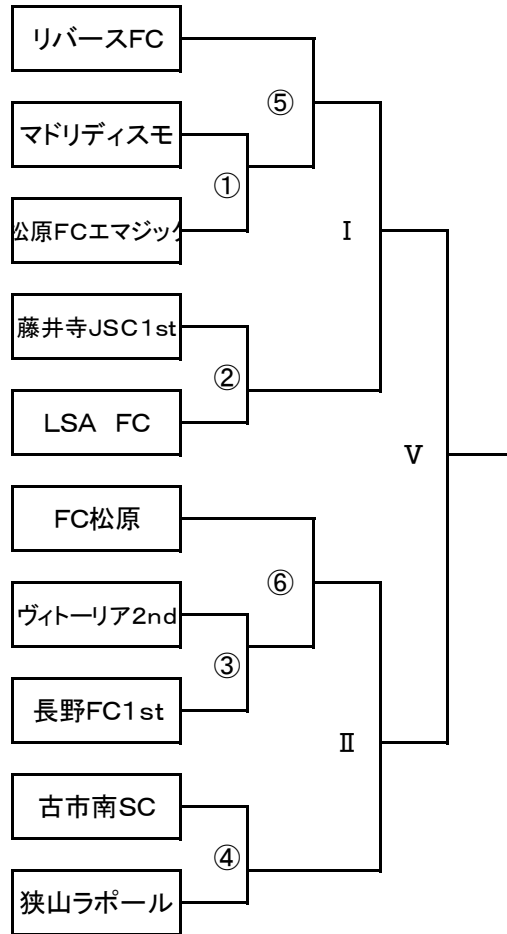 リバースFC
⑤
マドリディスモ
①
松原FCエマジック
Ⅰ
藤井寺JSC1st
②
LSA　FC
Ⅴ
FC松原
⑥
ヴィトーリア2nd
③
長野FC1st
Ⅱ
古市南SC
④
狭山ラポール